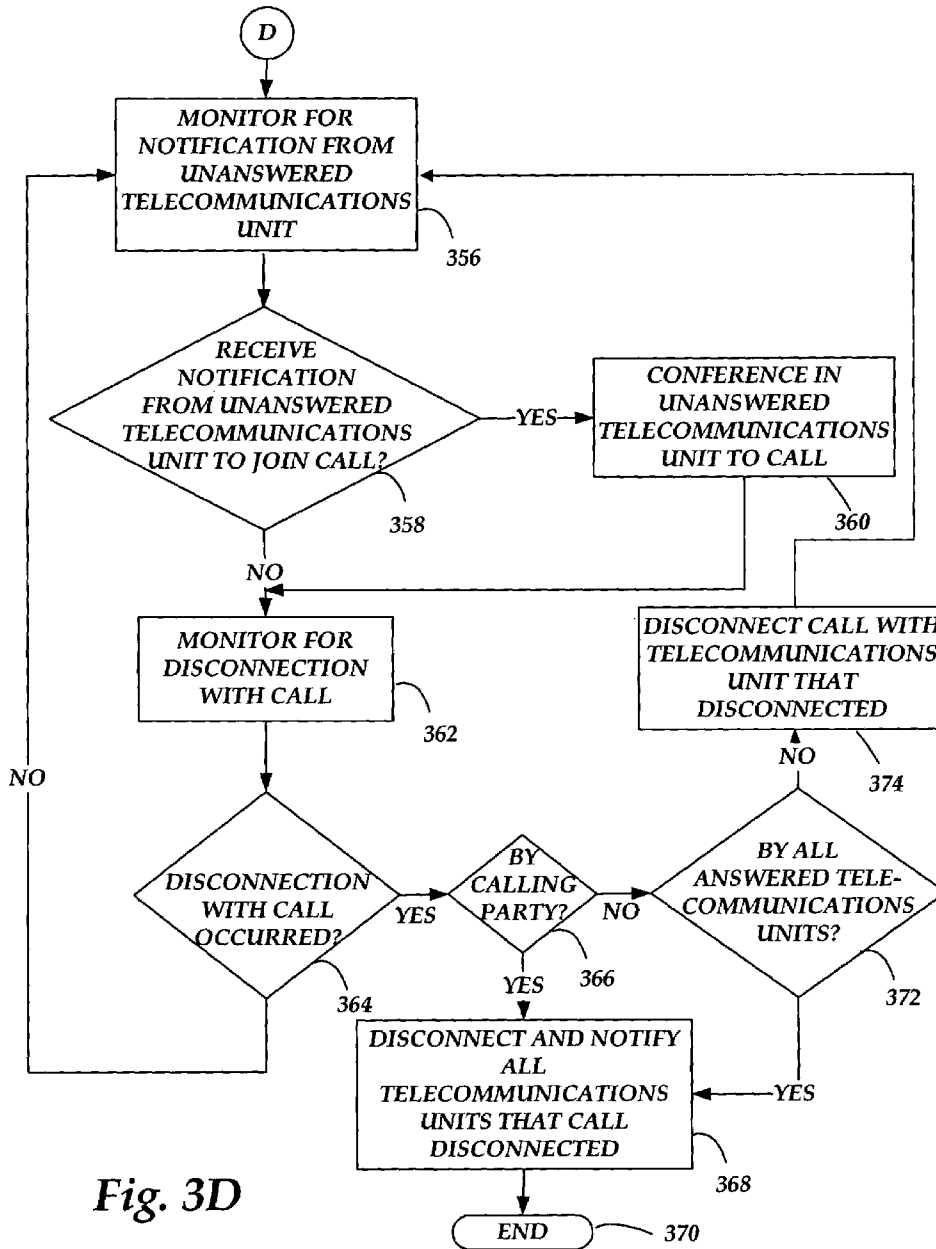 D
MONITOR FOR
NOTIFICATION FROM
UNANSWERED
TELECOMMUNICATIONS
UNIT
356
RECEIVE
NOTIFICATION
FROM UNANSWERED
TELECOMMUNICATIONS
UNIT TO JOIN CALL?
358
YES
CONFERENCE IN
UNANSWERED
TELECOMMUNICATIONS
UNIT TO CALL
360
NO
MONITOR FOR
DISCONNECTION
WITH CALL
362
DISCONNECT CALL WITH
TELECOMMUNICATIONS
UNIT THAT
DISCONNECTED
374
NO
NO
DISCONNECTION
WITH CALL
OCCURRED?
364
YES
BY
CALLING
PARTY?
366
NO
BY ALL
ANSWERED TELE-
COMMUNICATIONS
UNITS?
372
YES
YES
DISCONNECT AND NOTIFY
ALL
TELECOMMUNICATIONS
UNITS THAT CALL
DISCONNECTED
368
END
370
Fig. 3D